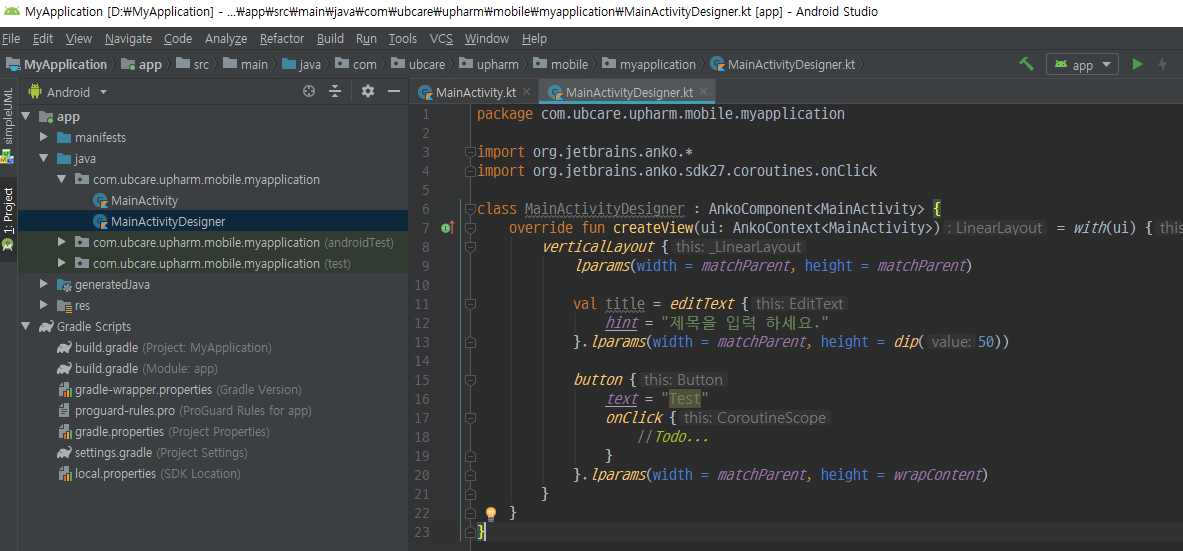 MyApplication [D:₩MyApplication] - ...₩app₩src₩main₩java₩com₩ubcare₩upharm₩mobile₩myapplication₩MainActivityDesigner.kt [app] - Android Studio
File Edit View Navigate Code Analyze Refactor Build Run Tools VCS Window Help
MyApplication app src main java com ubcare upharm mobile myapplication MainActivityDesigner.kt app
simpleUML
1: Project
Android
app
manifests
java
com.ubcare.upharm.mobile.myapplication
MainActivity
MainActivityDesigner
com.ubcare.upharm.mobile.myapplication (androidTest)
com.ubcare.upharm.mobile.myapplication (test)
generatedJava
res
Gradle Scripts
build.gradle (Project: MyApplication)
build.gradle (Module: app)
gradle-wrapper.properties (Gradle Version)
proguard-rules.pro (ProGuard Rules for app)
gradle.properties (Project Properties)
settings.gradle (Project Settings)
local.properties (SDK Location)
MainActivity.kt MainActivityDesigner.kt
1 package com.ubcare.upharm.mobile.myapplication
2
3 import org.jetbrains.anko.*
4 import org.jetbrains.anko.sdk27.coroutines.onClick
5
6 class MainActivityDesigner : AnkoComponent<MainActivity> {
7 override fun createView(ui: AnkoContext<MainActivity>) : LinearLayout = with(ui) { this
8 verticalLayout { this: _LinearLayout
9 lparams(width = matchParent, height = matchParent)
10
11 val title = editText { this: EditText
12 hint = "제목을 입력 하세요."
13 }.lparams(width = matchParent, height = dip( value: 50))
14
15 button { this: Button
16 text = "Test"
17 onClick { this: CoroutineScope
18 //Todo...
19 }
20 }.lparams(width = matchParent, height = wrapContent)
21 }
22 }
23 }